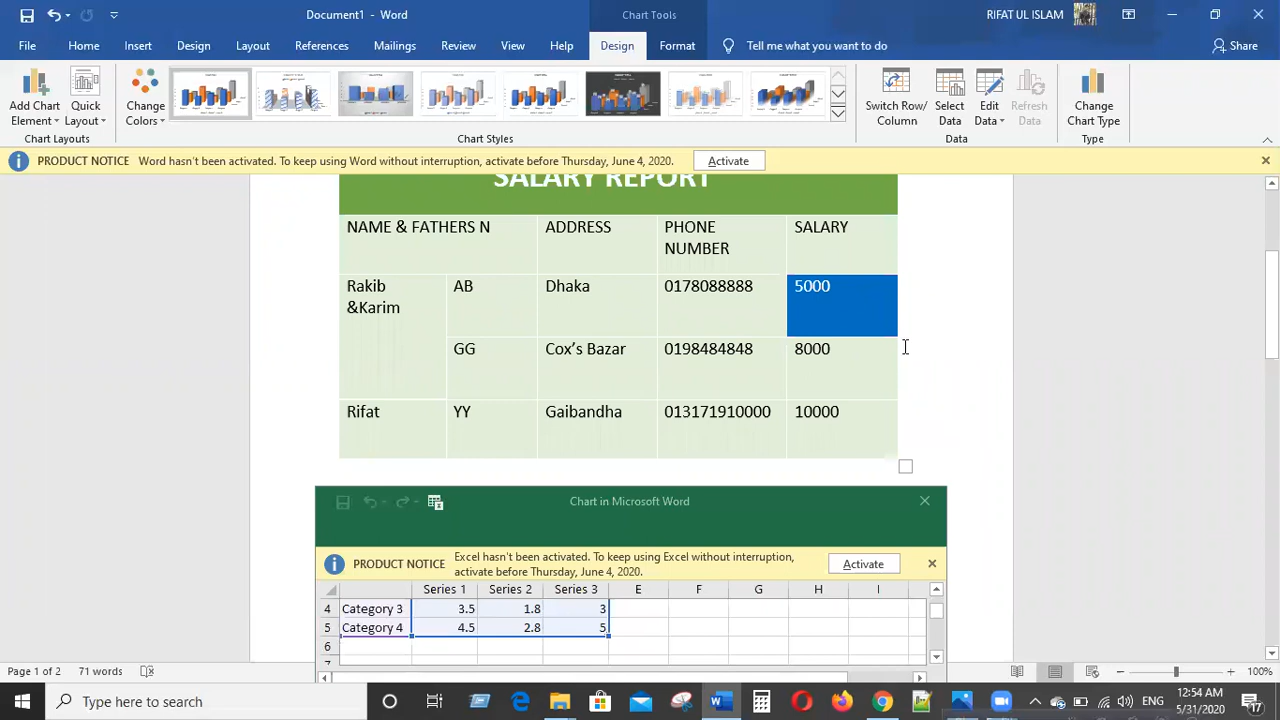 Document1 - Word
Chart Tools
RIFAT UL ISLAM
File Home Insert Design Layout References Mailings Review View Help Design Format Tell me what you want to do Share
Add Chart Element
Quick Layout
Change Colors
Switch Row/ Column
Select Data
Edit Data
Refresh Data
Change Chart Type
Chart Layouts Chart Styles Data Type
PRODUCT NOTICE Word hasn't been activated. To keep using Word without interruption, activate before Thursday, June 4, 2020. Activate
SALARY REPORT
NAME & FATHERS N ADDRESS PHONE NUMBER SALARY
Rakib &Karim AB Dhaka 0178088888 5000
GG Cox's Bazar 0198484848 8000
Rifat YY Gaibandha 013171910000 10000
Chart in Microsoft Word
PRODUCT NOTICE Excel hasn't been activated. To keep using Excel without interruption,
activate before Thursday, June 4, 2020. Activate
Series 1 Series 2 Series 3 E F G H I
4 Category 3 3.5 1.8 3
5 Category 4 4.5 2.8 5
6
7
Page 1 of 2 71 words 100%
Type here to search
12:54 AM
ENG
5/31/2020
17